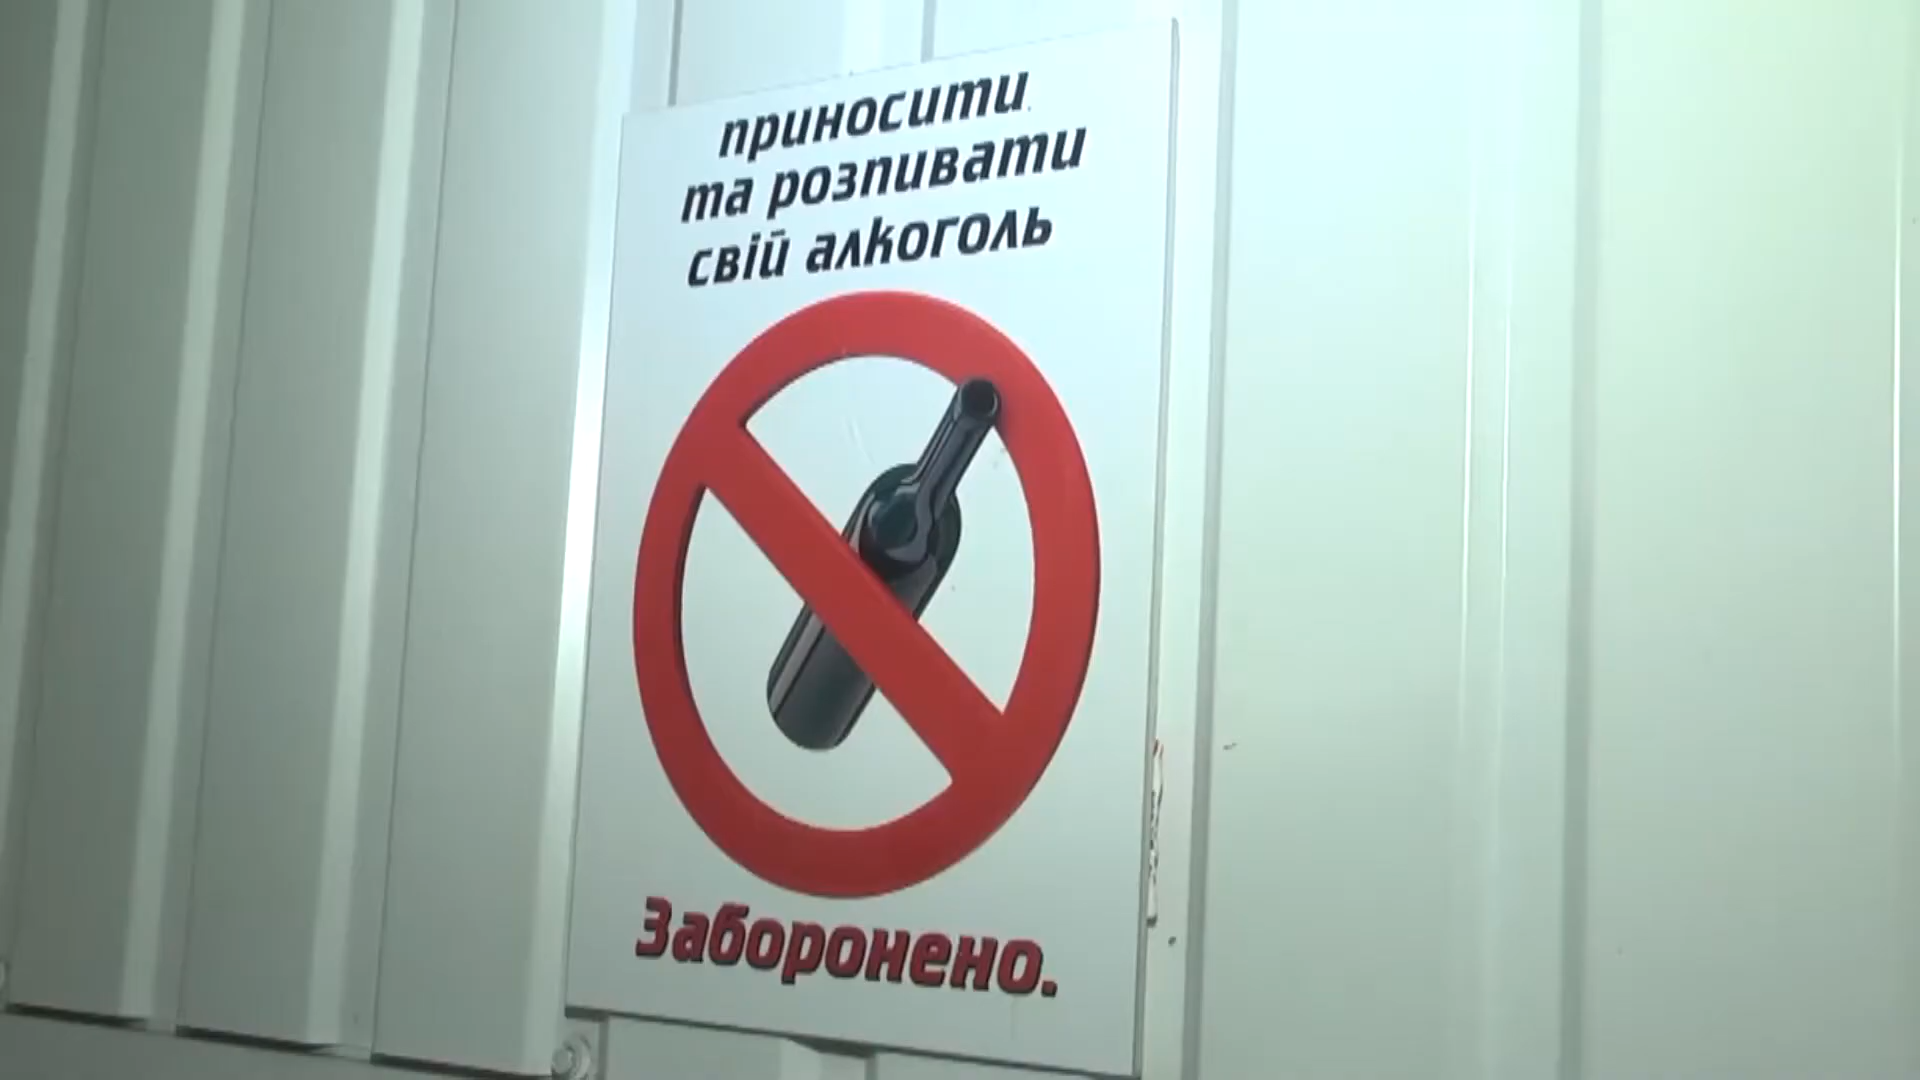 приносити
та розпивати
свій алкоголь
Заборонено.